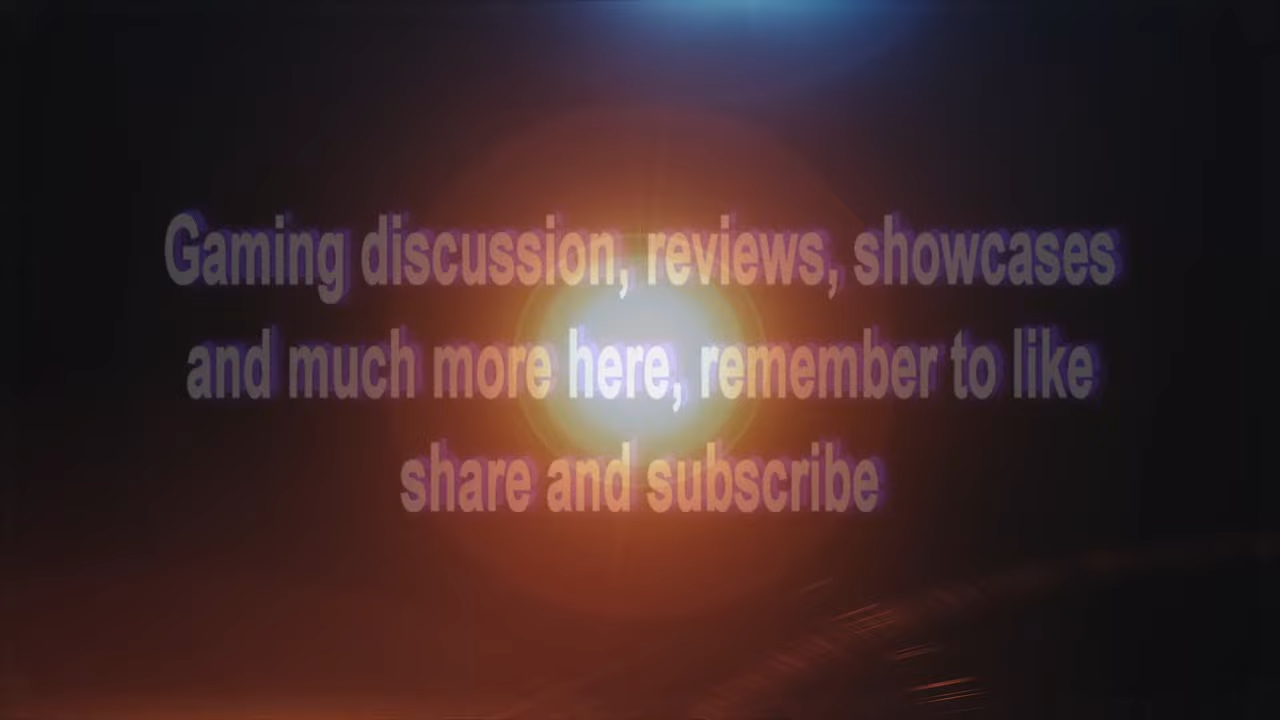 Gaming discussion, reviews, showcases
and much more here, remember to like
share and subscribe